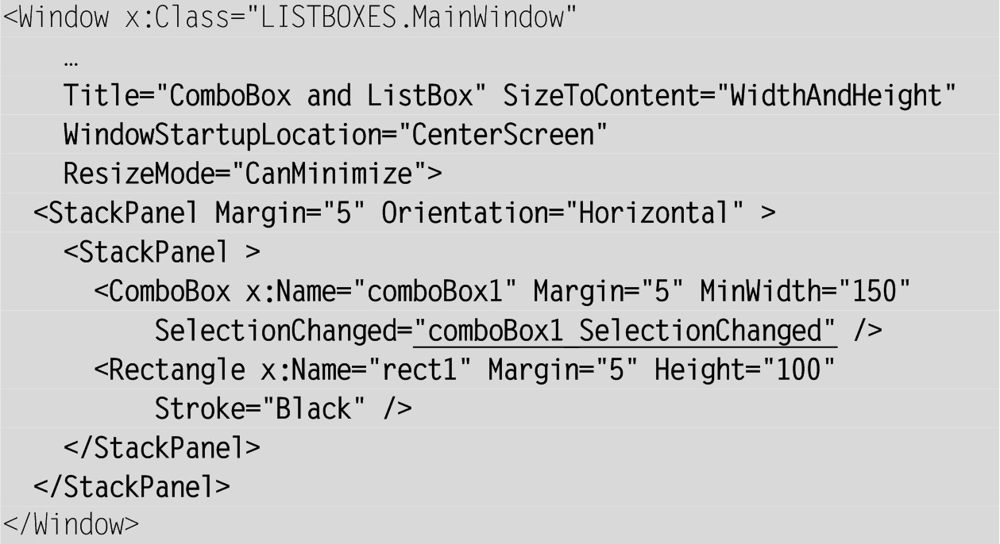 <Window x:Class="LISTBOXES.MainWindow"
…
Title="ComboBox and ListBox" SizeToContent="WidthAndHeight"
WindowStartupLocation="CenterScreen"
ResizeMode="CanMinimize">
<StackPanel Margin="5" Orientation="Horizontal" >
<StackPanel >
<ComboBox x:Name="comboBox1" Margin="5" MinWidth="150"
SelectionChanged="comboBox1_SelectionChanged" />
<Rectangle x:Name="rect1" Margin="5" Height="100"
Stroke="Black" />
</StackPanel>
</StackPanel>
</Window>